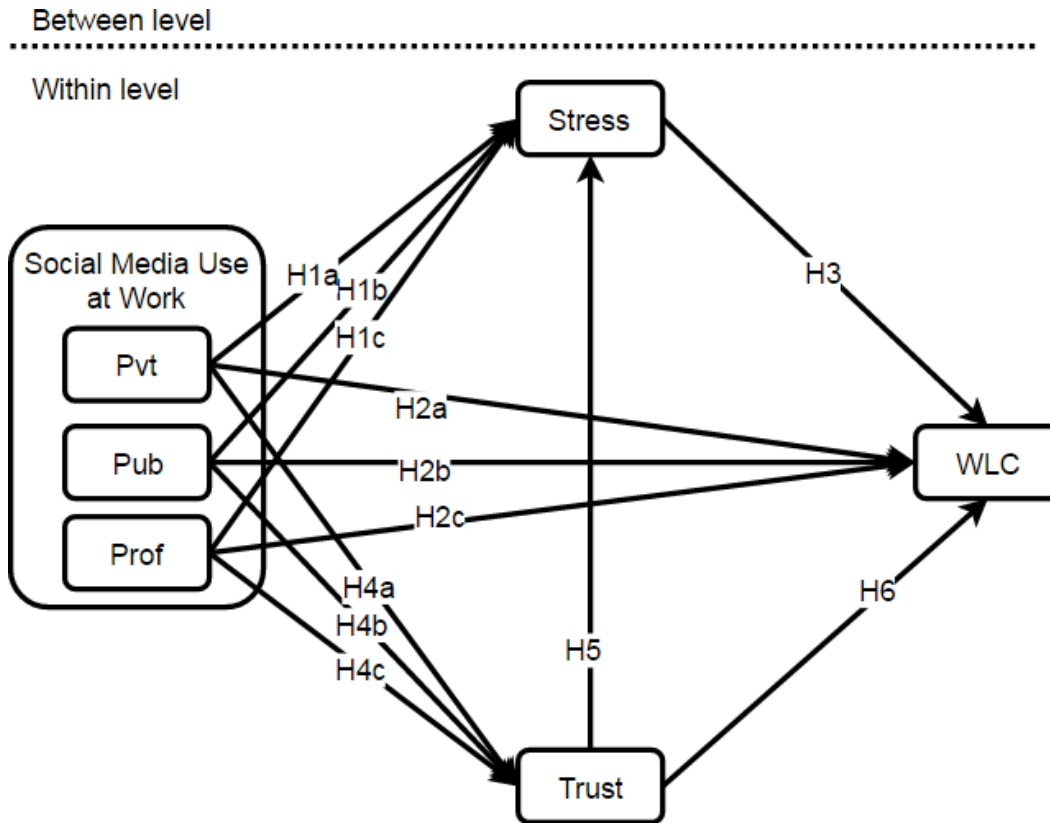 Between level
Within level
Stress
Social Media Use
at Work
H1a
H1b
H1c
H3
Pvt
H2a
Pub
H2b
WLC
H2c
Prof
H4a
H4b
H4c
H5
H6
Trust